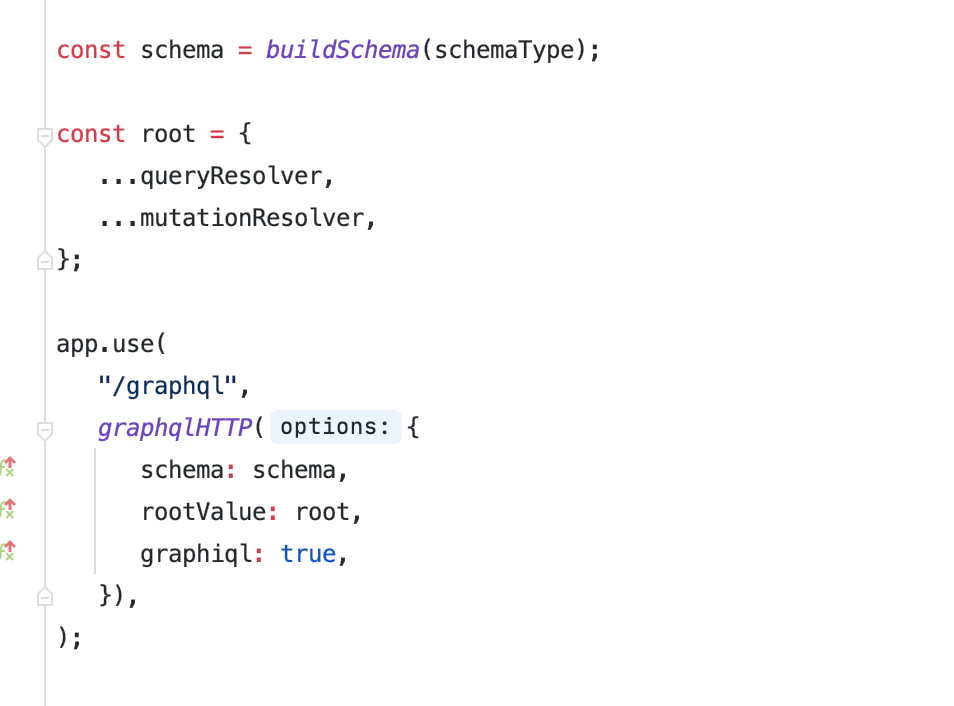 const schema = buildSchema(schemaType);
const root = {
...queryResolver,
...mutationResolver,
};
app.use(
"/graphql",
graphqlHTTP( options: {
schema: schema,
rootValue: root,
graphiql: true,
}),
);